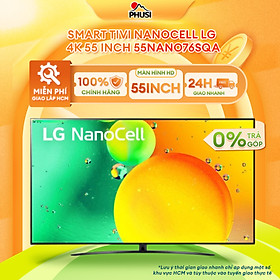 PHUSI
SMART TIVI NANOCELL LG
4K 55 INCH 55NANO76SQA
MIỄN PHÍ
GIAO LẮP HCM
100%
CHÍNH HÃNG
MÀN HÌNH HD
55INCH
24H
GIAO NHANH
LG NanoCell
0% TRẢ
GÓP
*Lưu ý thời gian giao nhanh chỉ áp dụng một số
khu vực HCM và tùy thuộc vào tuyến giao thực tế